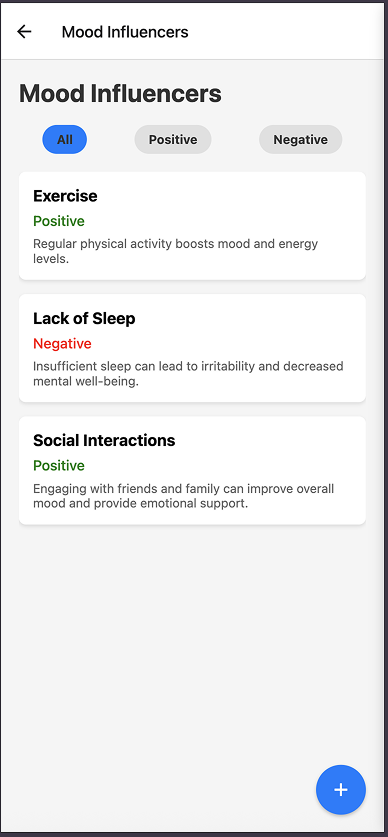 Mood Influencers
Mood Influencers
All
Positive
Negative
Exercise
Positive
Regular physical activity boosts mood and energy
levels.
Lack of Sleep
Negative
Insufficient sleep can lead to irritability and decreased
mental well-being.
Social Interactions
Positive
Engaging with friends and family can improve overall
mood and provide emotional support.
+